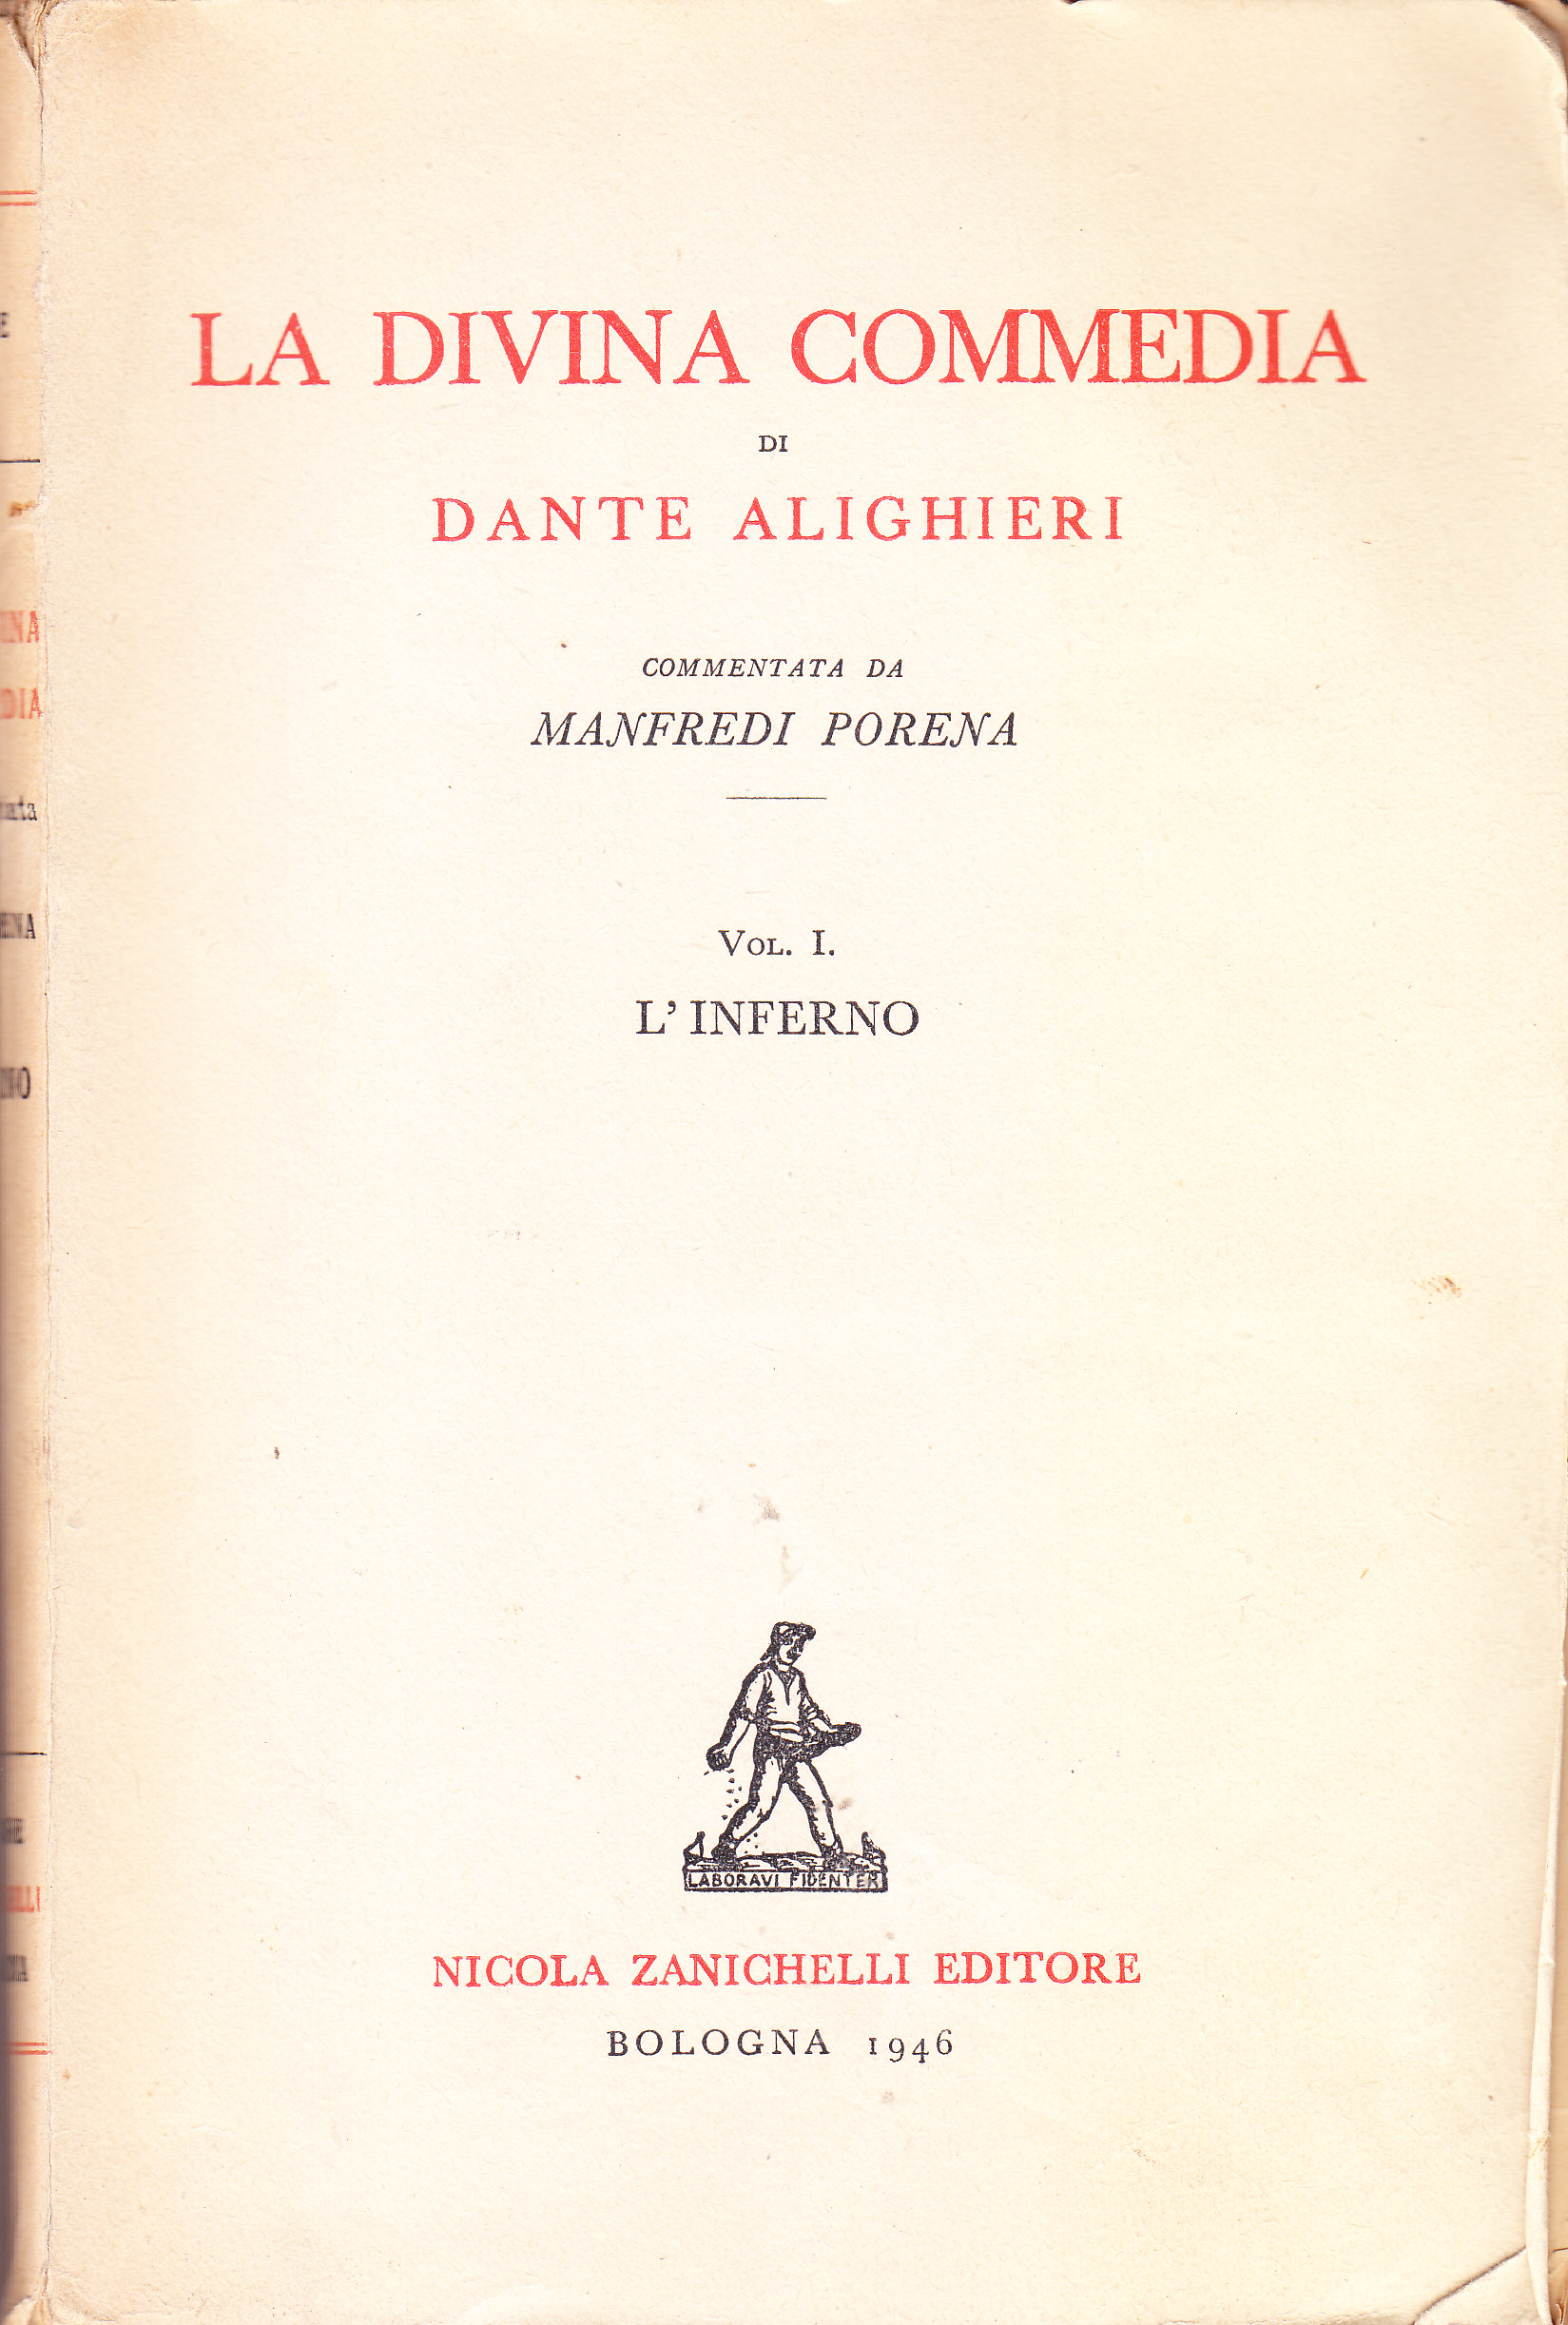 LA DIVINA COMMEDIA
DI
DANTE ALIGHIERI
COMMENTATA DA
MANFREDI PORENA
Vol. I.
L' INFERNO
LABORAVI FIDENTER
NICOLA ZANICHELLI EDITORE
BOLOGNA 1946